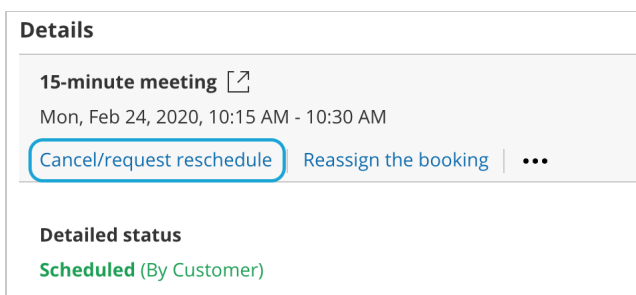 Details
15-minute meeting
Mon, Feb 24, 2020, 10:15 AM - 10:30 AM
Cancel/request reschedule Reassign the booking •••
Detailed status
Scheduled (By Customer)